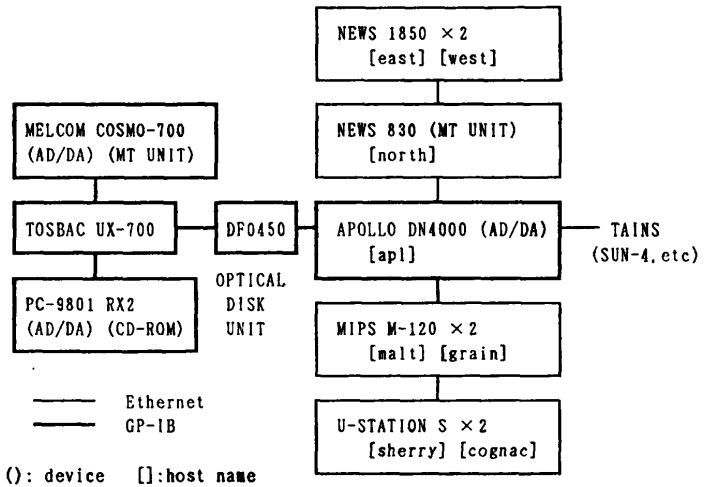 NEWS 1850 ×2
[east] [west]
NEWS 830 (MT UNIT)
[north]
MELCOM COSMO-700
(AD/DA) (MT UNIT)
TOSBAC UX-700
DF0450
APOLLO DN4000 (AD/DA)
[apl]
TAINS
(SUN-4, etc)
OPTICAL
DISK
UNIT
PC-9801 RX2
(AD/DA) (CD-ROM)
MIPS M-120 ×2
[malt] [grain]
U-STATION S ×2
[sherry] [cognac]
Ethernet
GP-IB
(): device []:host name